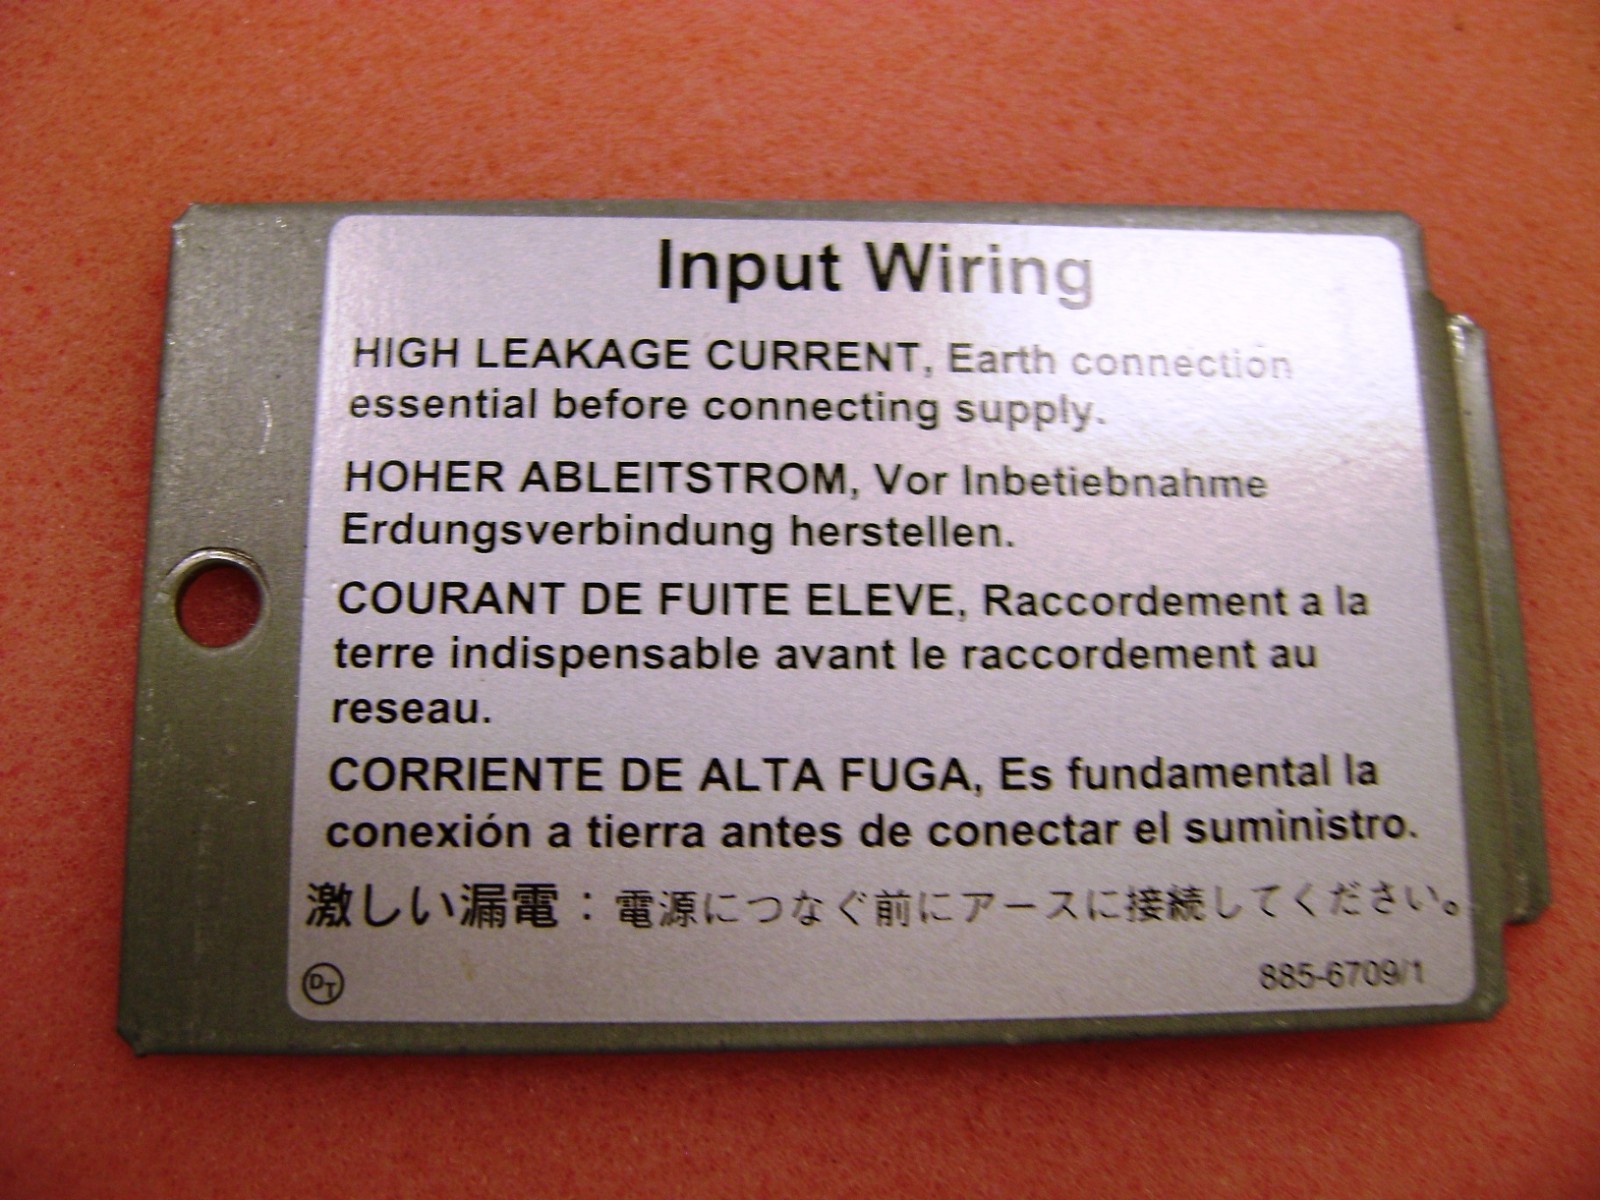 Input Wiring
HIGH LEAKAGE CURRENT, Earth connection
essential before connecting supply.
HOHER ABLEITSTROM, Vor Inbetiebnahme
Erdungsverbindung herstellen.
COURANT DE FUITE ELEVE, Raccordement a la
terre indispensable avant le raccordement au
reseau.
CORRIENTE DE ALTA FUGA, Es fundamental la
conexión a tierra antes de conectar el suministro.
激しい漏電：電源につなぐ前にアースに接続してください。
DT
885-6709/1